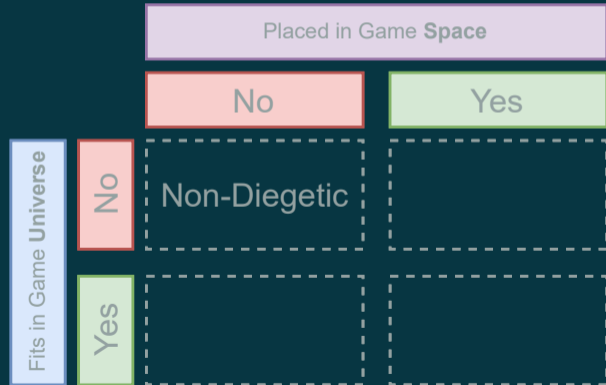 Placed in Game Space
No
Yes
Fits in Game Universe
No
Non-Diegetic
Yes